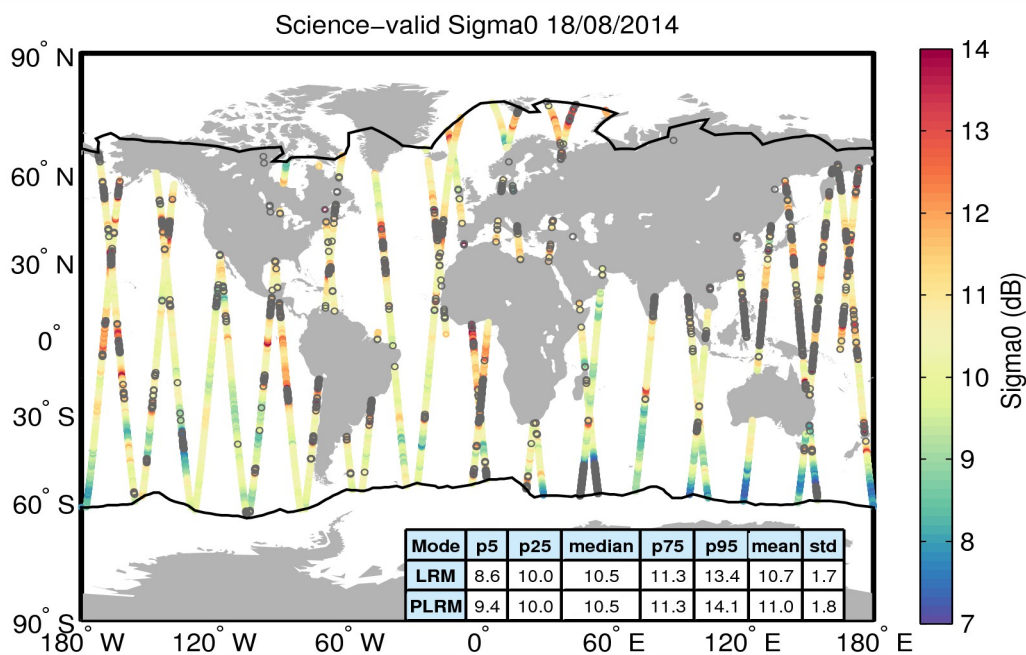 Science−valid Sigma0 18/08/2014
90° N
60° N
30° N
0°
30° S
60° S
90° S
180° W
120° W
60° W
0°
60° E
120° E
180° E
14
13
12
11
10
9
8
7
Sigma0 (dB)
Mode p5 p25 median p75 p95 mean std
LRM 8.6 10.0 10.5 11.3 13.4 10.7 1.7
PLRM 9.4 10.0 10.5 11.3 14.1 11.0 1.8